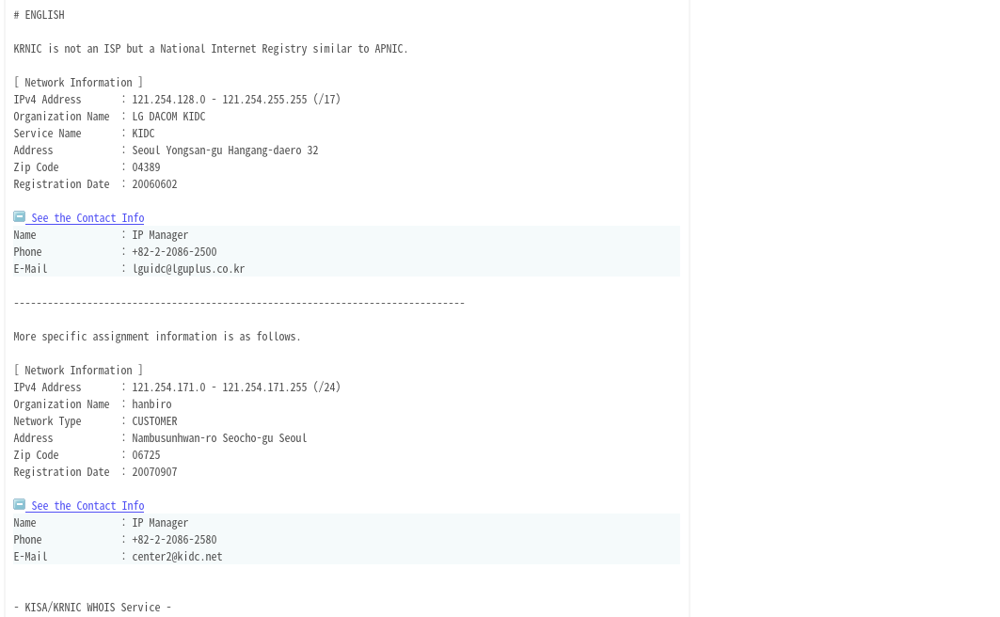 # ENGLISH
KRNIC is not an ISP but a National Internet Registry similar to APNIC.
[ Network Information ]
IPv4 Address       : 121.254.128.0 - 121.254.255.255 (/17)
Organization Name  : LG DACOM KIDC
Service Name       : KIDC
Address            : Seoul Yongsan-gu Hangang-daero 32
Zip Code           : 04389
Registration Date  : 20060602
See the Contact Info
Name               : IP Manager
Phone              : +82-2-2086-2500
E-Mail             : lguidc@lguplus.co.kr
--------------------------------------------------------------------------------
More specific assignment information is as follows.
[ Network Information ]
IPv4 Address       : 121.254.171.0 - 121.254.171.255 (/24)
Organization Name  : hanbiro
Network Type       : CUSTOMER
Address            : Nambusunhwan-ro Seocho-gu Seoul
Zip Code           : 06725
Registration Date  : 20070907
See the Contact Info
Name               : IP Manager
Phone              : +82-2-2086-2580
E-Mail             : center2@kidc.net
- KISA/KRNIC WHOIS Service -